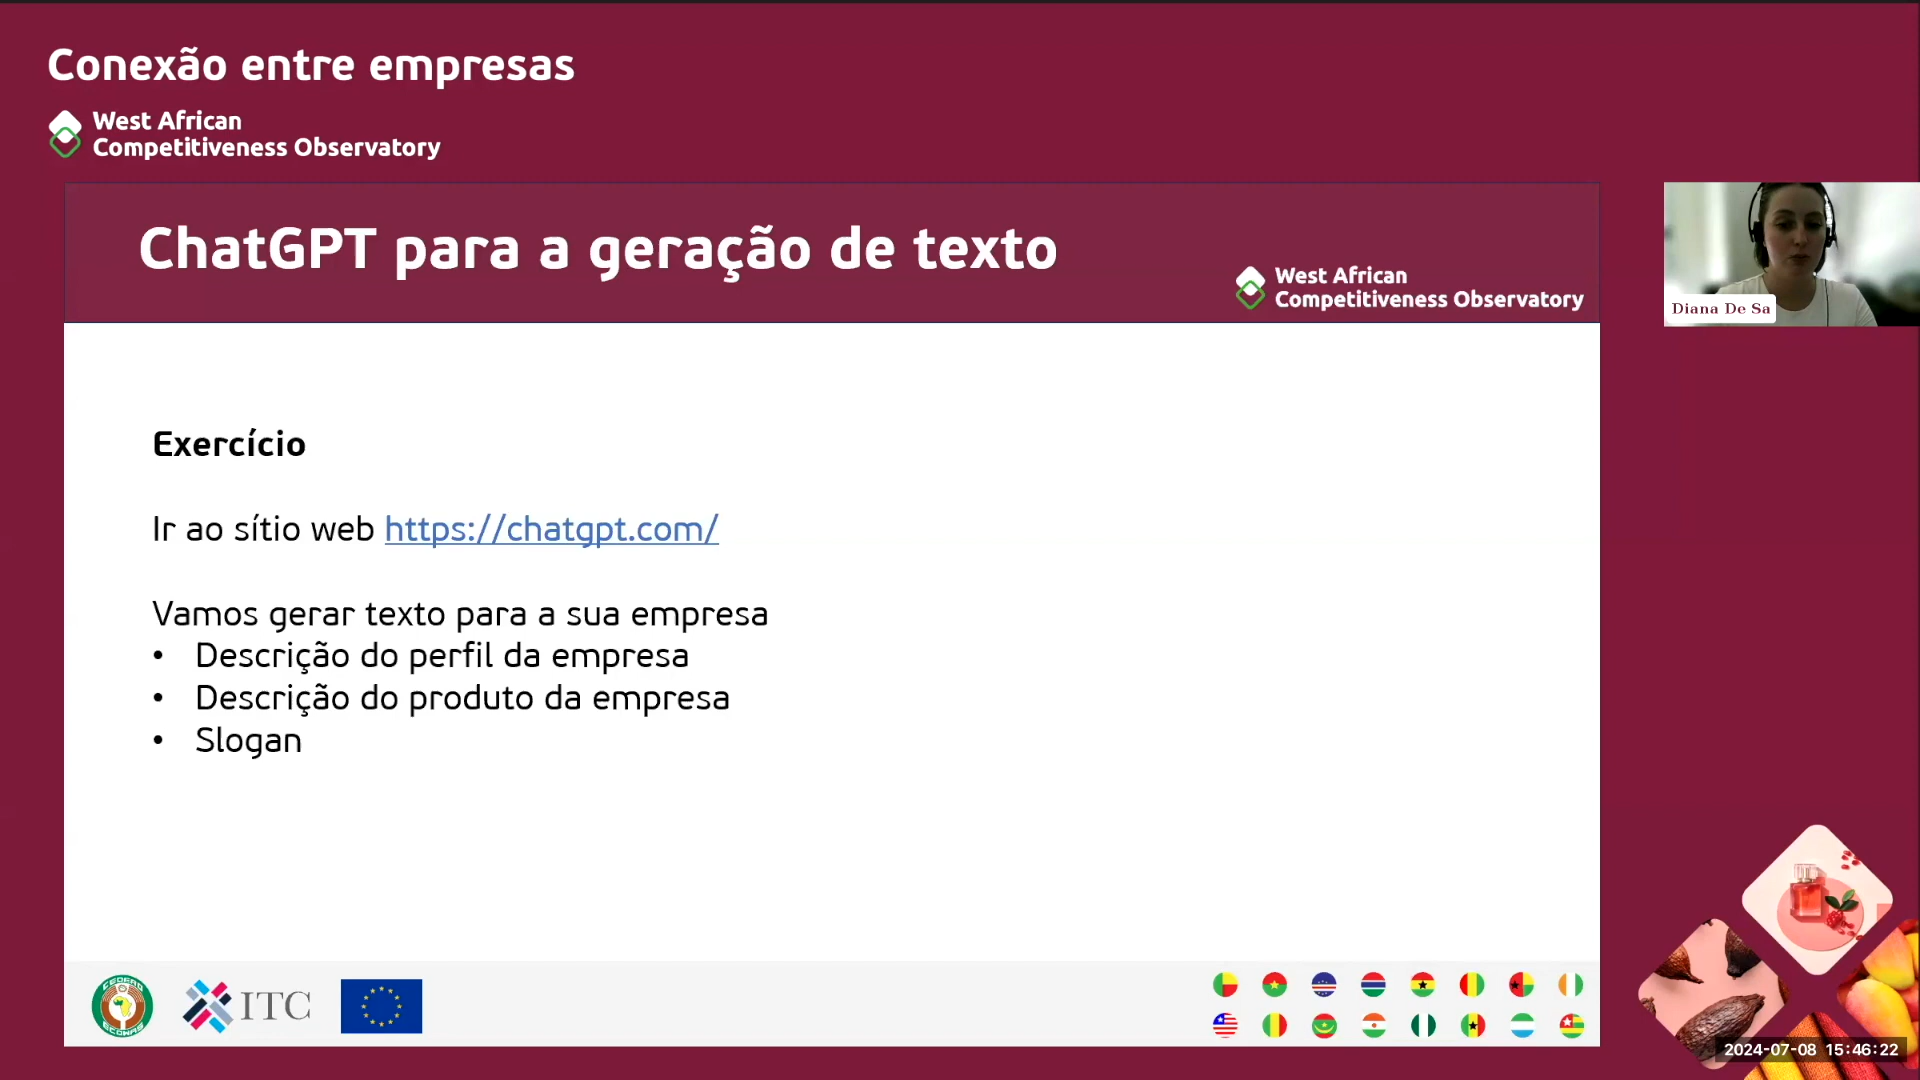 Conexão entre empresas
West African
Competitiveness Observatory
ChatGPT para a geração de texto
West African
Competitiveness Observatory
Diana De Sa
Exercício
Ir ao sítio web https://chatgpt.com/
Vamos gerar texto para a sua empresa
• Descrição do perfil da empresa
• Descrição do produto da empresa
• Slogan
CEDEAO
ECOWAS
ITC
2024-07-08 15:46:22